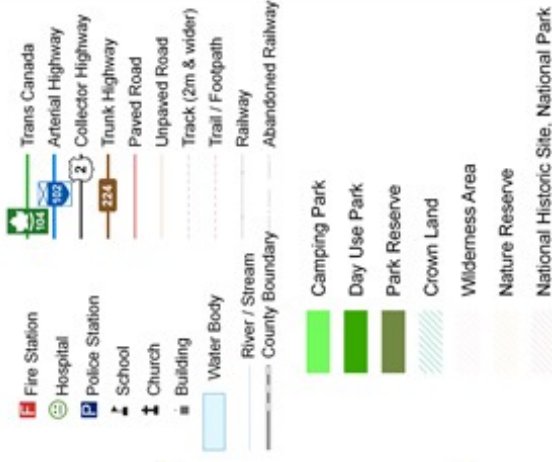 Fire Station
Hospital
Police Station
School
Church
Building
Water Body
River / Stream
County Boundary
104 Trans Canada
102 Arterial Highway
2 Collector Highway
224 Trunk Highway
Paved Road
Unpaved Road
Track (2m & wider)
Trail / Footpath
Railway
Abandoned Railway
Camping Park
Day Use Park
Park Reserve
Crown Land
Wilderness Area
Nature Reserve
National Historic Site, National Park
F
P